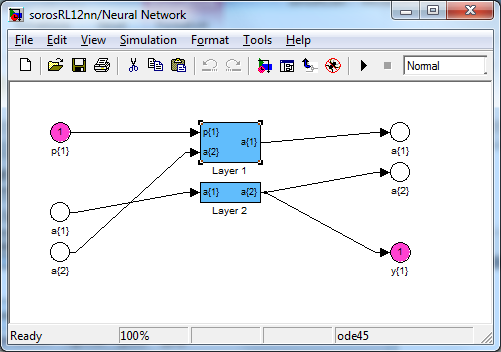 sorosRL12nn/Neural Network
File Edit View Simulation Format Tools Help
Normal
1
p{1}
p{1}
a{2}
a{1}
Layer 1
a{1}
a{2}
a{1}
a{2}
a{1}
a{2}
Layer 2
1
y{1}
Ready 100% ode45